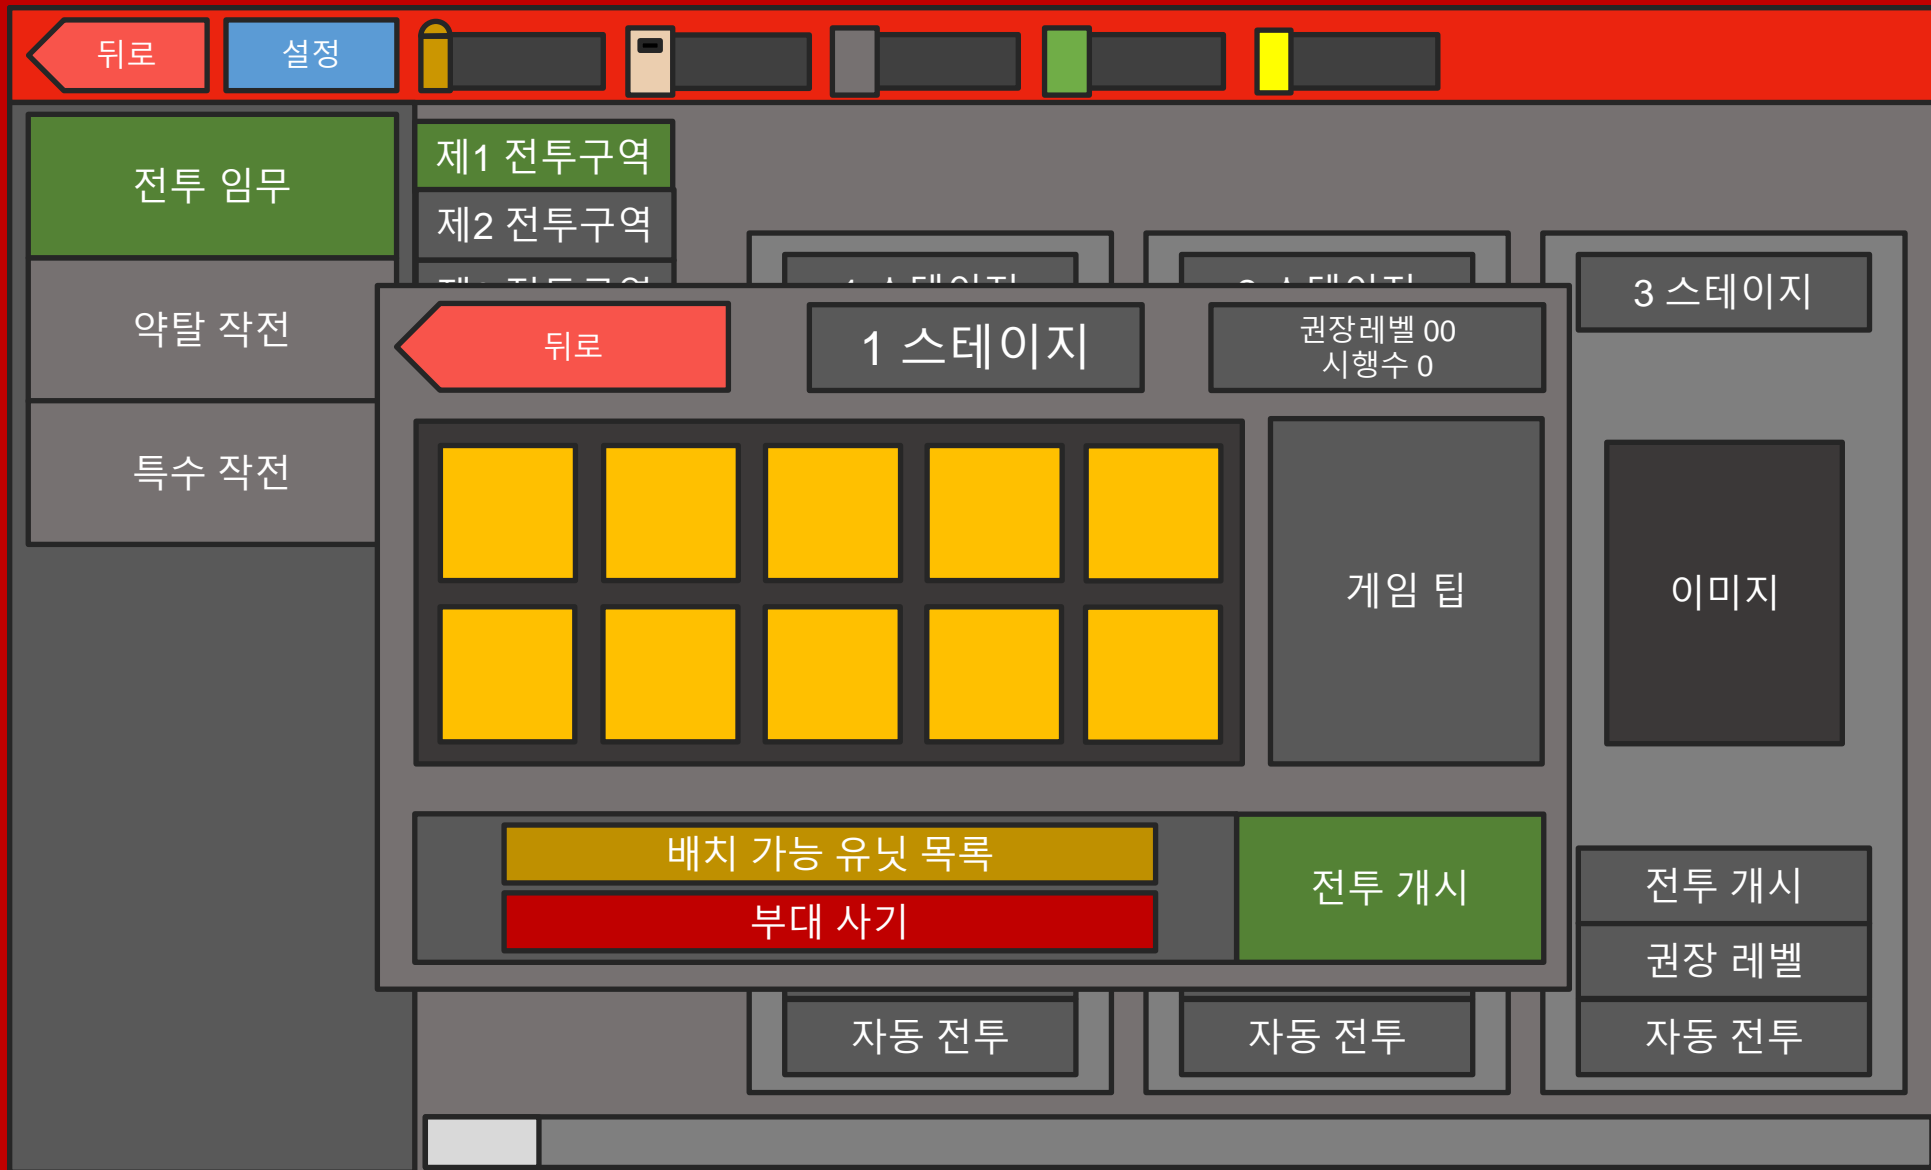 뒤로
설정
전투 임무
약탈 작전
특수 작전
제1 전투구역
제2 전투구역
3 스테이지
이미지
전투 개시
권장 레벨
자동 전투
뒤로
1 스테이지
권장레벨 00
시행수 0
게임 팁
배치 가능 유닛 목록
부대 사기
전투 개시
자동 전투
자동 전투